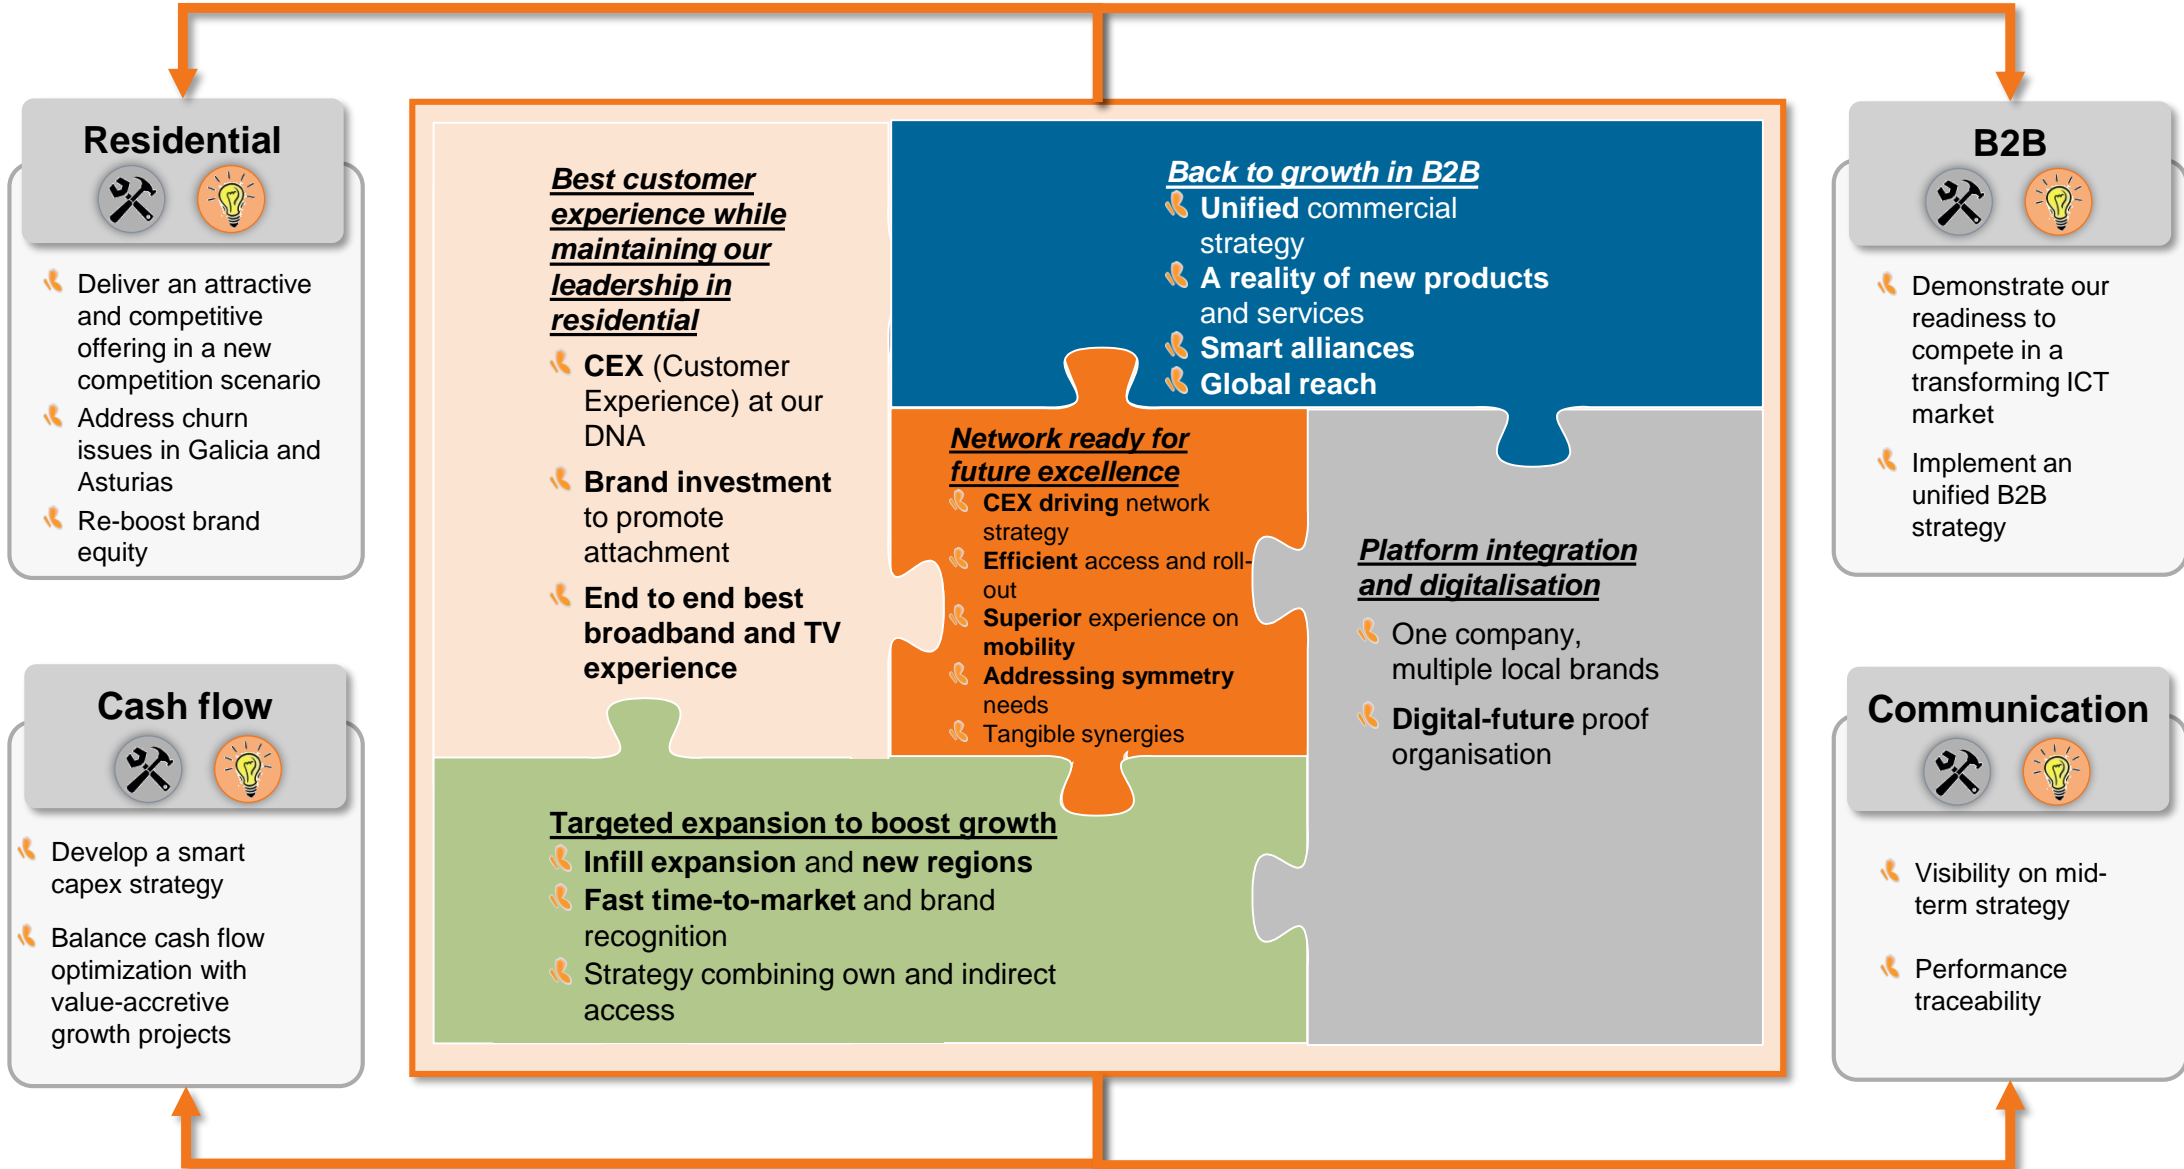 Residential
Deliver an attractive
and competitive
offering in a new
competition scenario
Address churn
issues in Galicia and
Asturias
Re-boost brand
equity
Best customer
experience while
maintaining our
leadership in
residential
CEX (Customer
Experience) at our
DNA
Brand investment
to promote
attachment
End to end best
broadband and TV
experience
Back to growth in B2B
Unified commercial
strategy
A reality of new products
and services
Smart alliances
Global reach
Network ready for
future excellence
CEX driving network
strategy
Efficient access and roll-
out
Superior experience on
mobility
Addressing symmetry
needs
Tangible synergies
Platform integration
and digitalisation
One company,
multiple local brands
Digital-future proof
organisation
Targeted expansion to boost growth
Infill expansion and new regions
Fast time-to-market and brand
recognition
Strategy combining own and indirect
access
B2B
Demonstrate our
readiness to
compete in a
transforming ICT
market
Implement an
unified B2B
strategy
Cash flow
Develop a smart
capex strategy
Balance cash flow
optimization with
value-accretive
growth projects
Communication
Visibility on mid-
term strategy
Performance
traceability